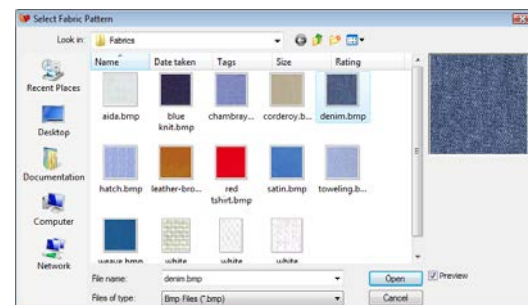 Select Fabric Pattern
Look in: Fabrics
Name Date taken Tags Size Rating
Recent Places
Desktop
Documentation
Computer
Network
aida.bmp blue knit.bmp chambray... corderoy.b... denim.bmp
hatch.bmp leather-bro... red tshirt.bmp satin.bmp toweling.b...
weave.bmp white white white
File name: denim.bmp Open Preview
Files of type: Bmp Files (*.bmp) Cancel